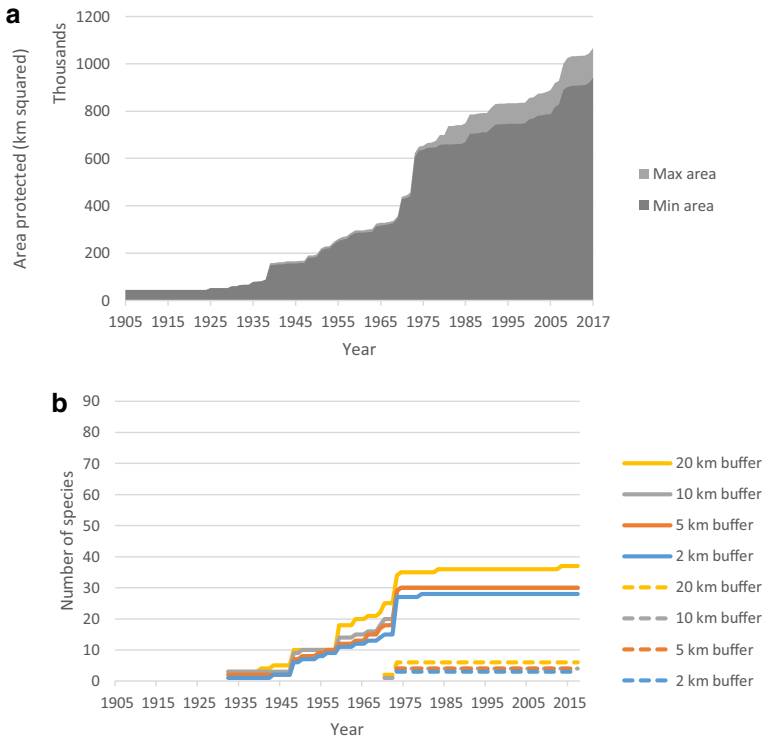 a
Area protected (km squared)
Thousands
1200
1000
800
600
400
200
0
1905 1915 1925 1935 1945 1955 1965 1975 1985 1995 2005 2017
Year
Max area
Min area
b
Number of species
90
80
70
60
50
40
30
20
10
0
1905 1915 1925 1935 1945 1955 1965 1975 1985 1995 2005 2015
Year
20 km buffer
10 km buffer
5 km buffer
2 km buffer
20 km buffer
10 km buffer
5 km buffer
2 km buffer